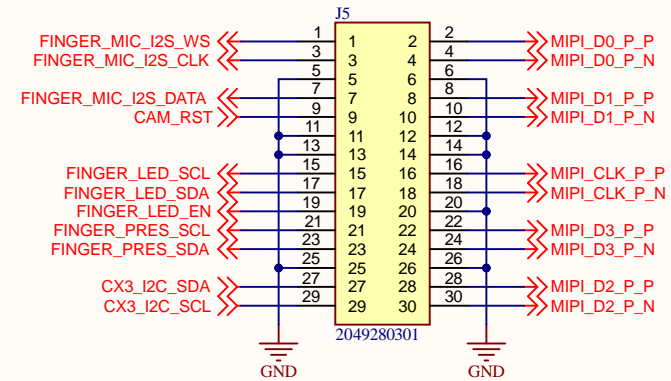 J5
FINGER_MIC_I2S_WS 1 1 2 2 MIPI_D0_P_P
FINGER_MIC_I2S_CLK 3 3 4 4 MIPI_D0_P_N
5 5 6 6
FINGER_MIC_I2S_DATA 7 7 8 8 MIPI_D1_P_P
CAM_RST 9 9 10 10 MIPI_D1_P_N
11 11 12 12
13 13 14 14
FINGER_LED_SCL 15 15 16 16 MIPI_CLK_P_P
FINGER_LED_SDA 17 17 18 18 MIPI_CLK_P_N
FINGER_LED_EN 19 19 20 20
FINGER_PRES_SCL 21 21 22 22 MIPI_D3_P_P
FINGER_PRES_SDA 23 23 24 24 MIPI_D3_P_N
25 25 26 26
CX3_I2C_SDA 27 27 28 28 MIPI_D2_P_P
CX3_I2C_SCL 29 29 30 30 MIPI_D2_P_N
2049280301
GND GND